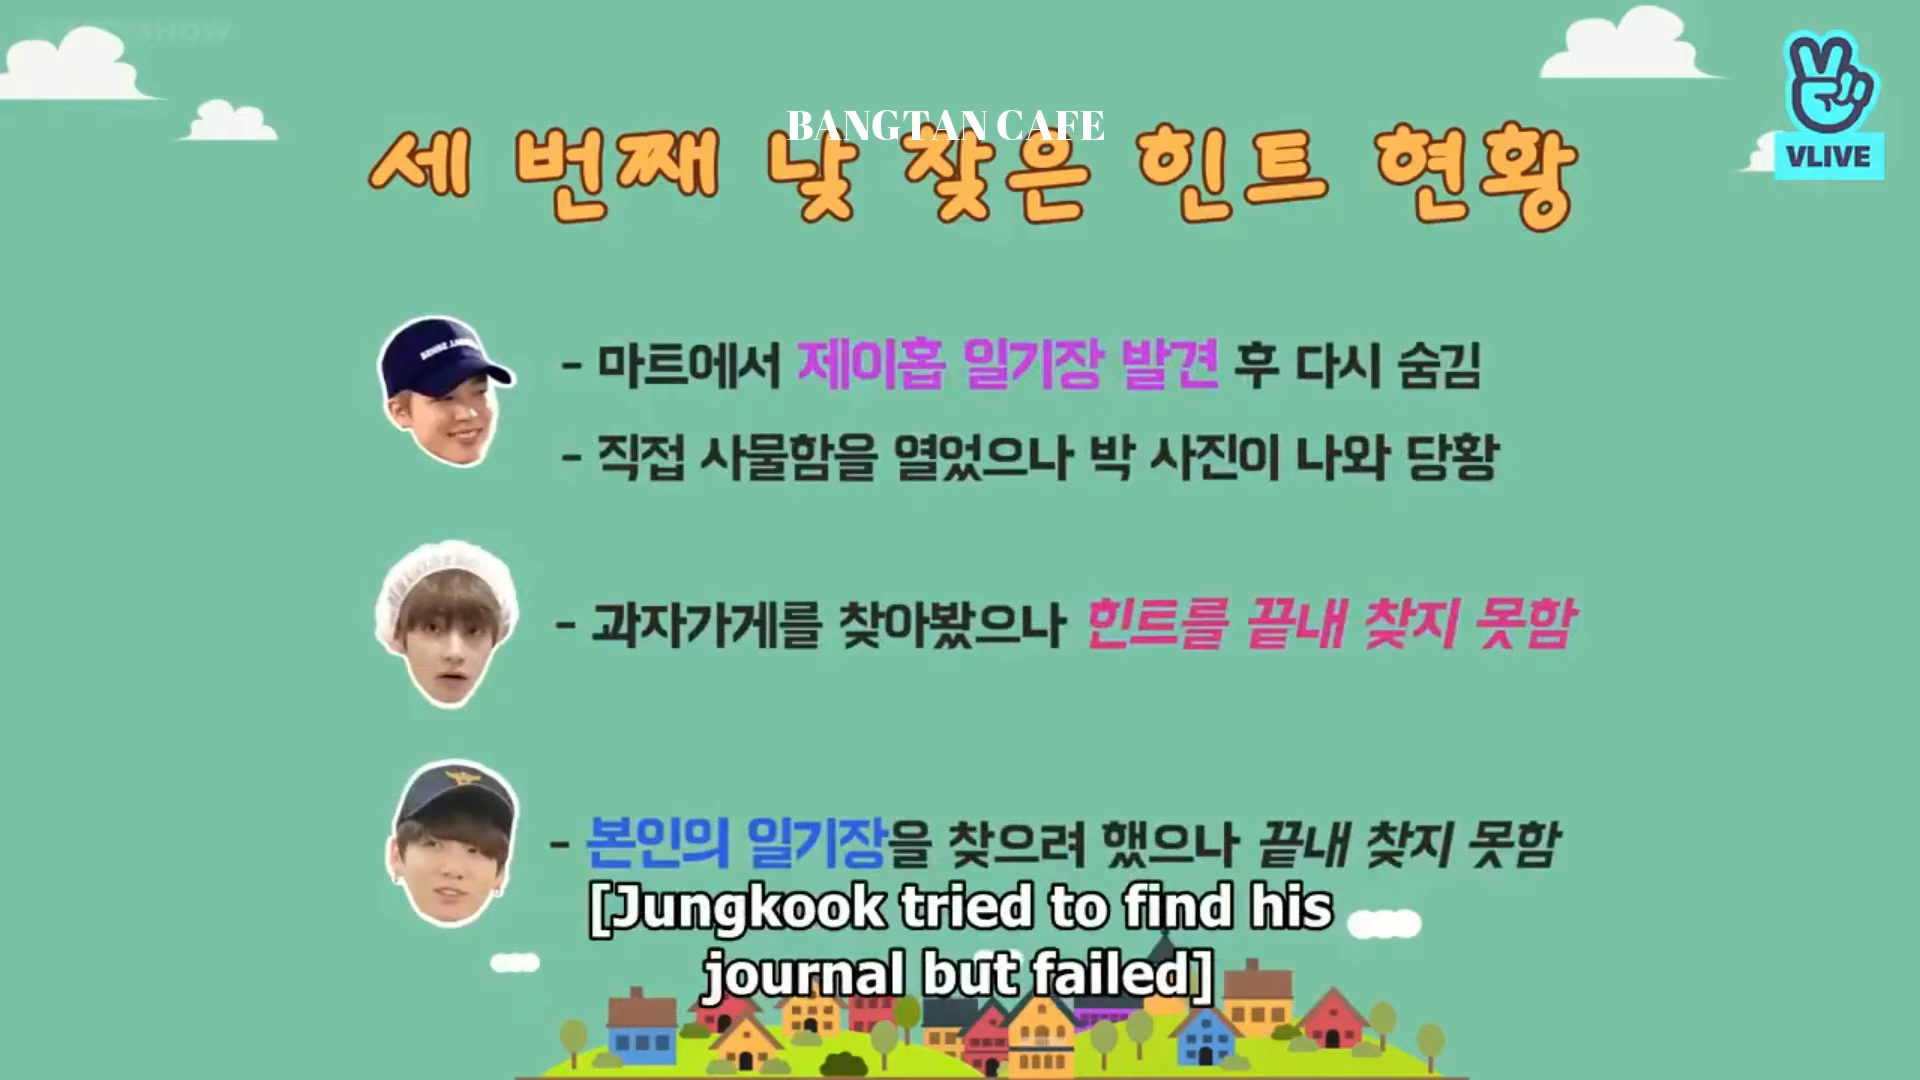 BANGTAN CAFE
VLIVE
세 번째 낮 찾은 힌트 현황
- 마트에서 제이홉 일기장 발견 후 다시 숨김
- 직접 사물함을 열었으나 박 사진이 나와 당황
- 과자가게를 찾아봤으나 힌트를 끝내 찾지 못함
- 본인의 일기장을 찾으려 했으나 끝내 찾지 못함
[Jungkook tried to find his
journal but failed]